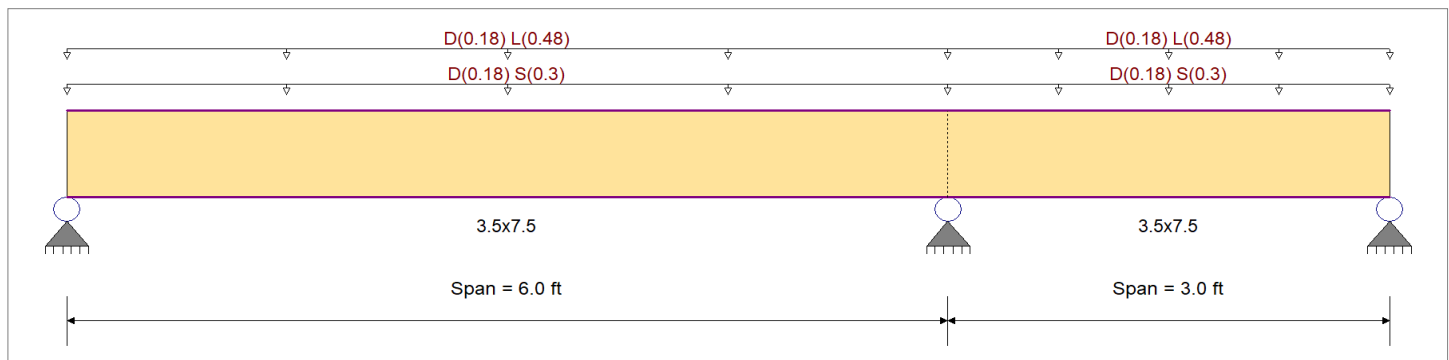 D(0.18) L(0.48) D(0.18) L(0.48)
D(0.18) S(0.3) D(0.18) S(0.3)
3.5x7.5 3.5x7.5
Span = 6.0 ft Span = 3.0 ft